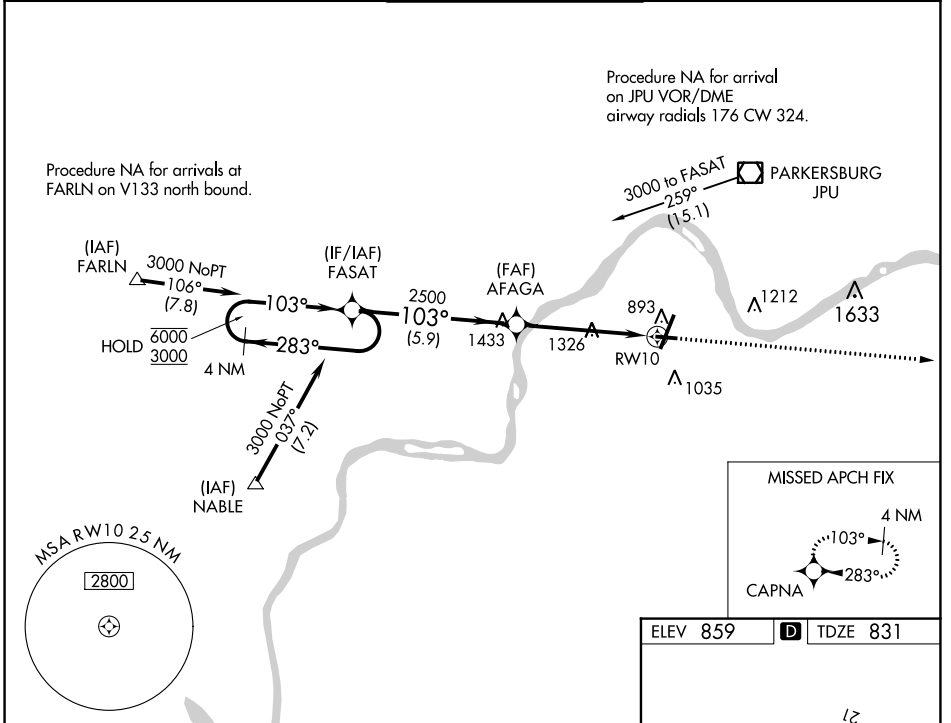 Procedure NA for arrival
on JPU VOR/DME
airway radials 176 CW 324.
Procedure NA for arrivals at
FARLN on V133 north bound.
3000 to FASAT
259°
(15.1)
PARKERSBURG
JPU
(IAF)
FARLN
3000 NoPT
106°
(7.8)
(IF/IAF)
FASAT
(FAF)
AFAGA
2500
103°
(5.9)
103°
283°
HOLD
6000
3000
4 NM
1433
1326
893
RW10
1212
1633
1035
3000 NoPT
037°
(7.2)
(IAF)
NABLE
MISSED APCH FIX
4 NM
103°
283°
CAPNA
MSA RW10 25 NM
2800
ELEV 859
D
TDZE 831
21